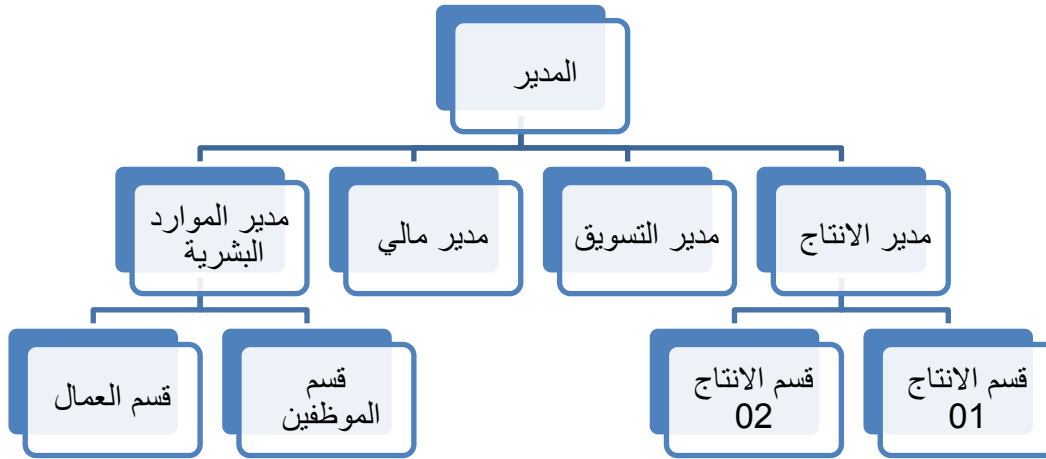 المدير
مدير الانتاج
مدير التسويق
مدير مالي
مدير الموارد
البشرية
قسم الانتاج
01
قسم الانتاج
02
قسم
الموظفين
قسم العمال